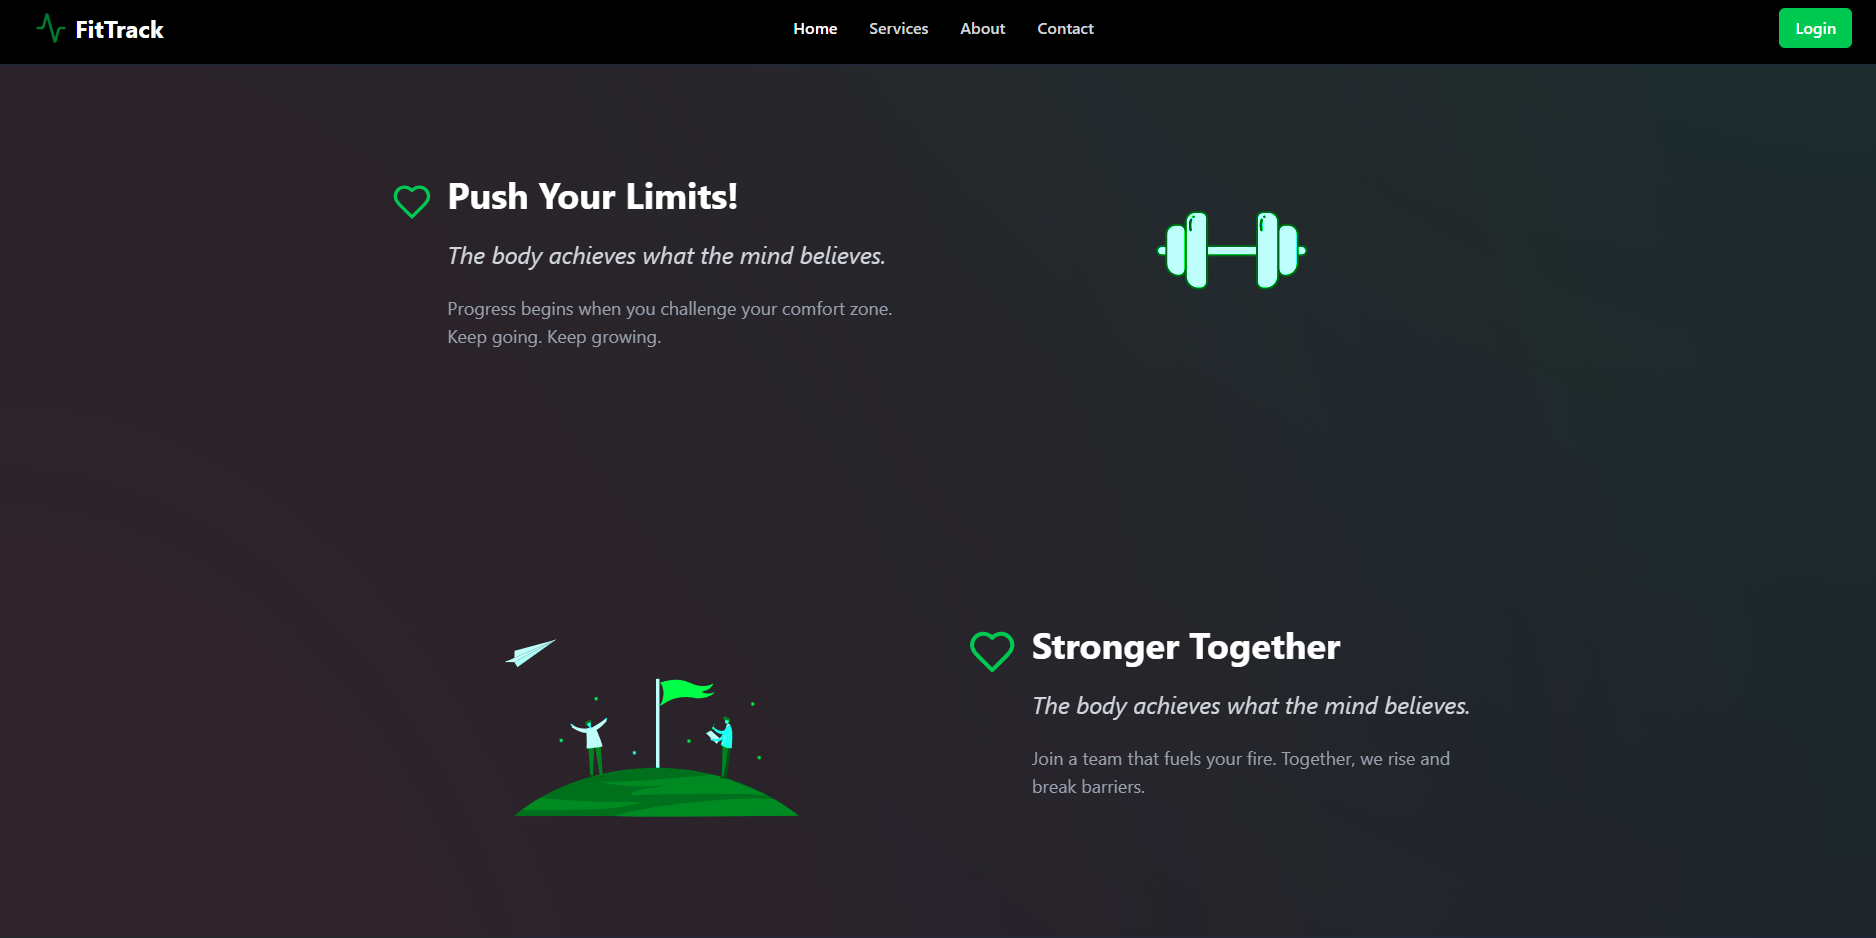 FitTrack
Home
Services
About
Contact
Login
Push Your Limits!
The body achieves what the mind believes.
Progress begins when you challenge your comfort zone.
Keep going. Keep growing.
Stronger Together
The body achieves what the mind believes.
Join a team that fuels your fire. Together, we rise and
break barriers.